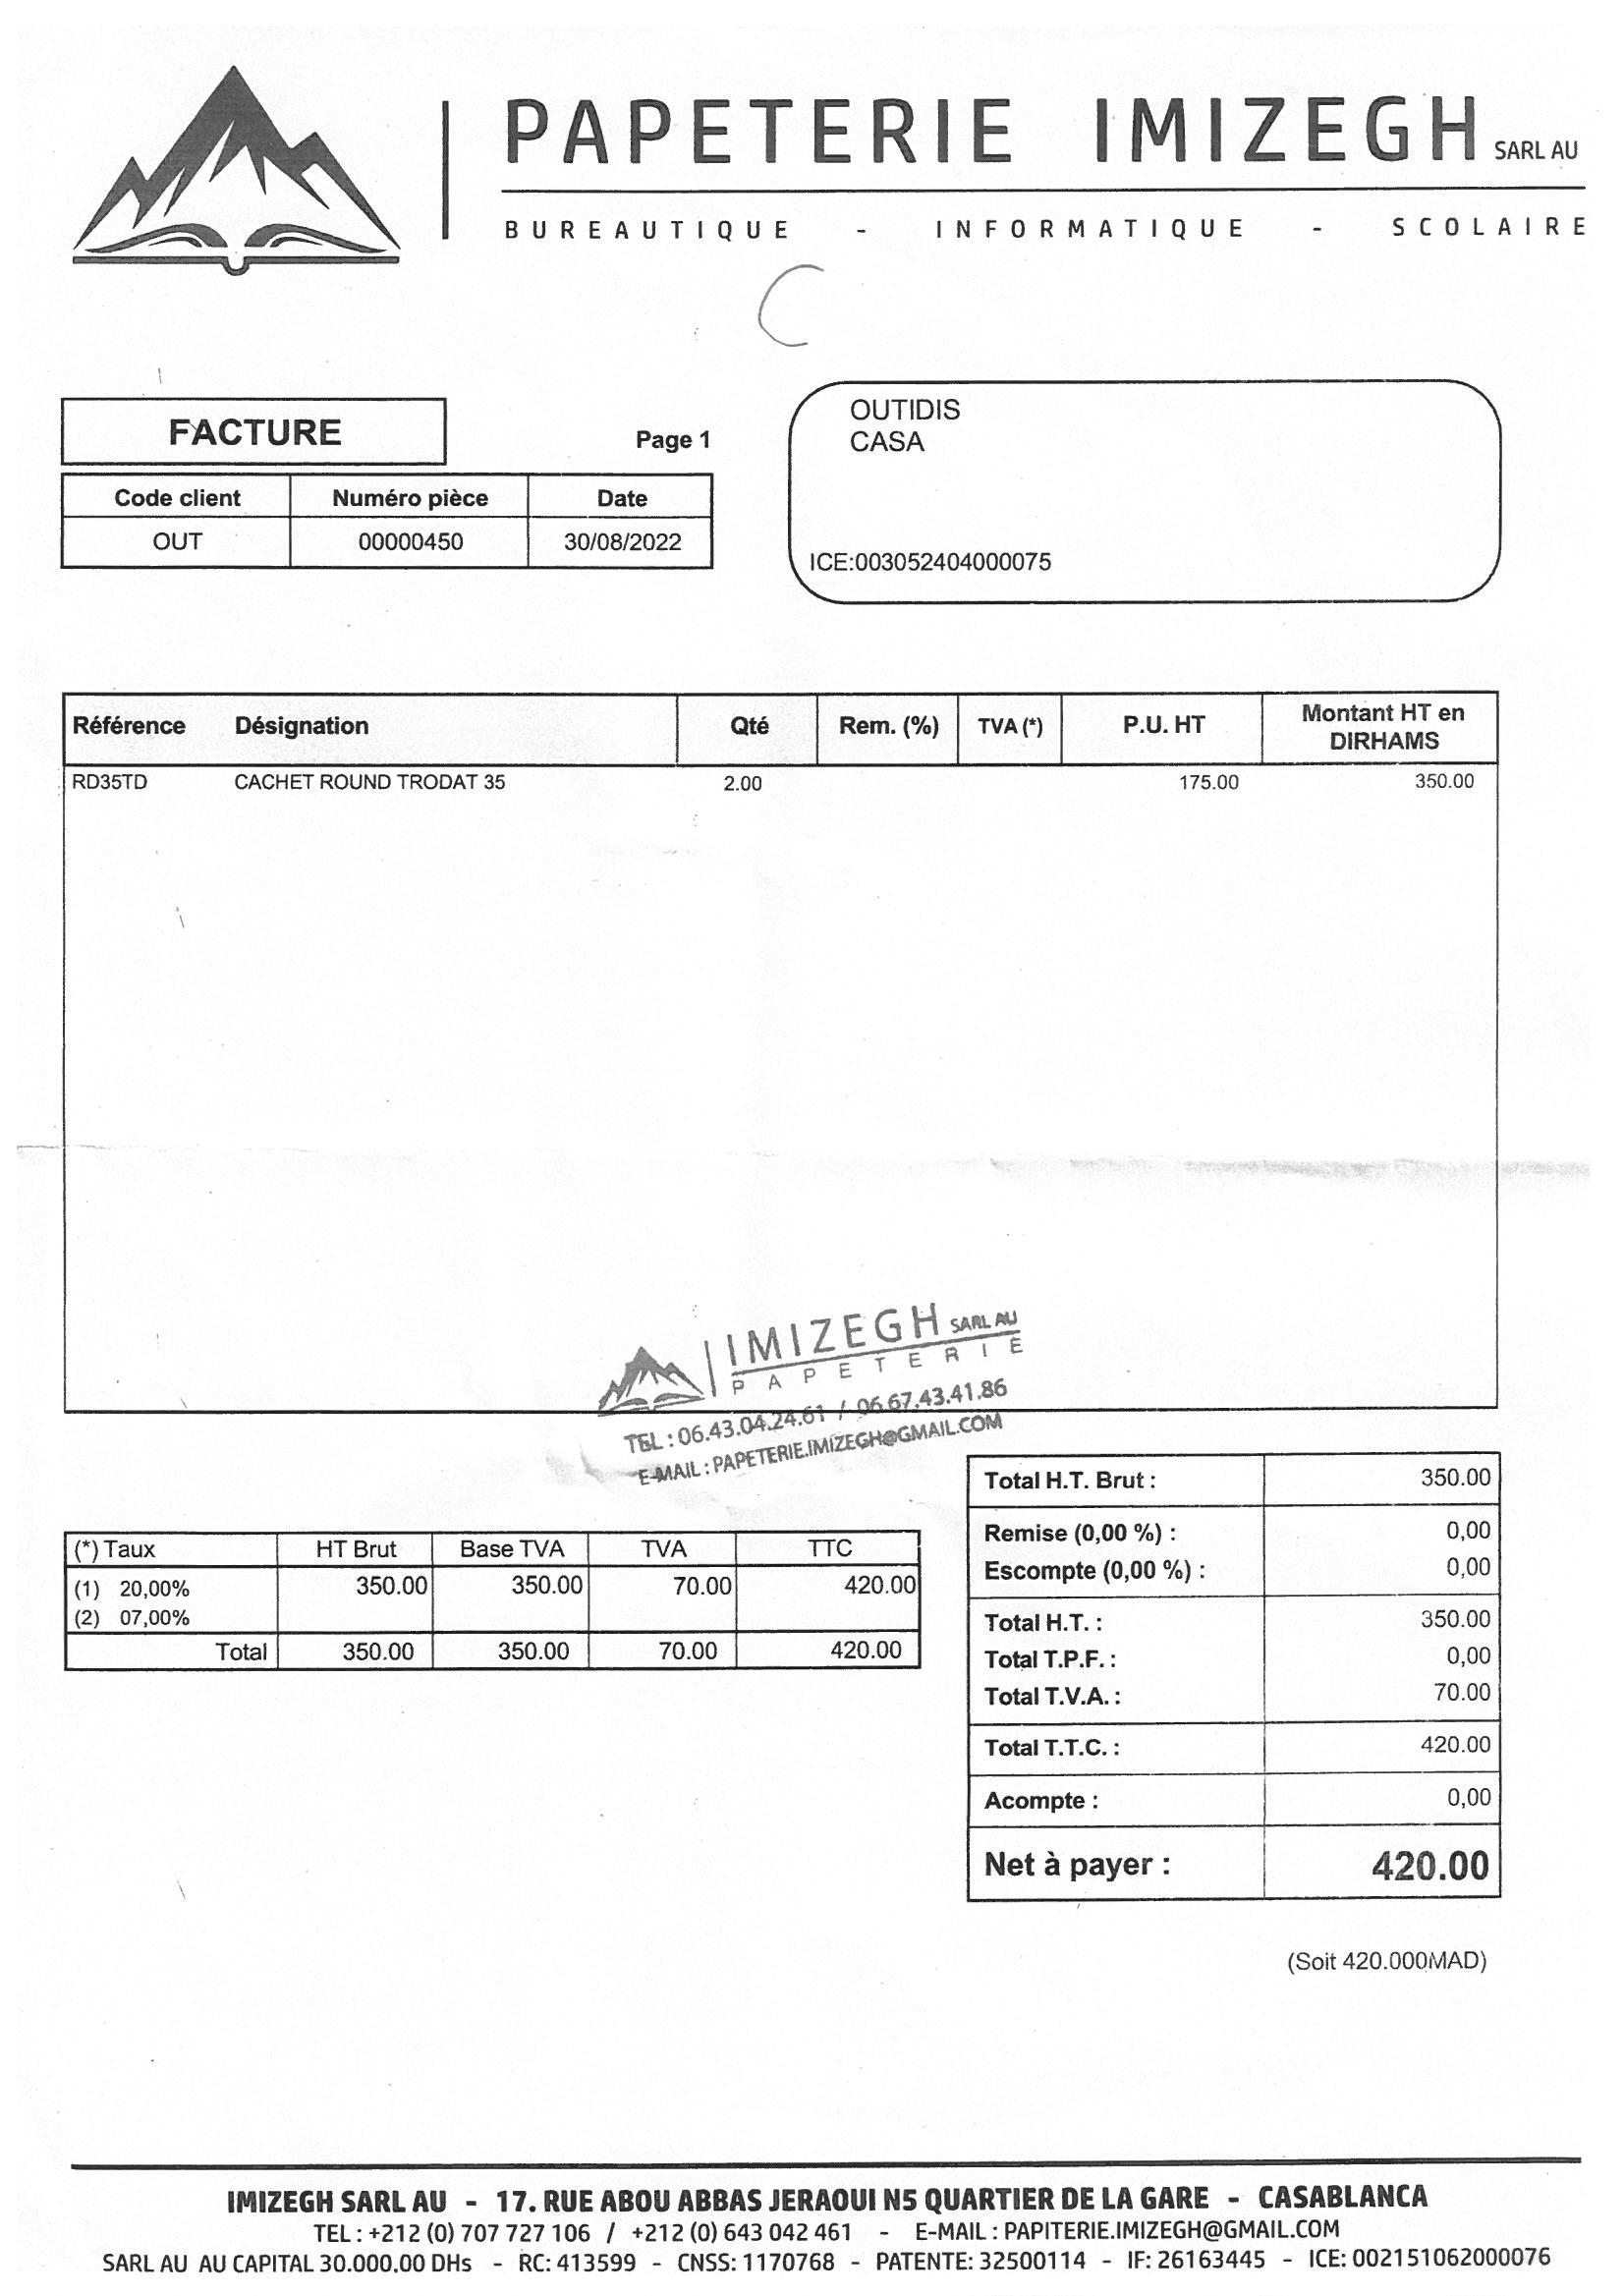 PAPETERIE IMIZEGH SARL AU
BUREAUTIQUE - INFORMATIQUE - SCOLAIRE
C
FACTURE
Page 1
Code client Numéro pièce Date
OUT 00000450 30/08/2022
OUTIDIS
CASA
ICE:003052404000075
Référence Désignation Qté Rem. (%) TVA (*) P.U. HT Montant HT en DIRHAMS
RD35TD CACHET ROUND TRODAT 35 2.00 175.00 350.00
IMIZEGH SARL AU
PAPETERIE
TEL : 06.43.04.24.61 / 06.67.43.41.86
E-MAIL : PAPETERIE.IMIZEGH@GMAIL.COM
(*) Taux HT Brut Base TVA TVA TTC
(1) 20,00% 350.00 350.00 70.00 420.00
(2) 07,00%
Total 350.00 350.00 70.00 420.00
Total H.T. Brut : 350.00
Remise (0,00 %) : 0,00
Escompte (0,00 %) : 0,00
Total H.T. : 350.00
Total T.P.F. : 0,00
Total T.V.A. : 70.00
Total T.T.C. : 420.00
Acompte : 0,00
Net à payer : 420.00
(Soit 420.000MAD)
IMIZEGH SARL AU - 17. RUE ABOU ABBAS JERAOUI N5 QUARTIER DE LA GARE - CASABLANCA
TEL : +212 (0) 707 727 106 / +212 (0) 643 042 461 - E-MAIL : PAPITERIE.IMIZEGH@GMAIL.COM
SARL AU AU CAPITAL 30.000.00 DHs - RC: 413599 - CNSS: 1170768 - PATENTE: 32500114 - IF: 26163445 - ICE: 002151062000076